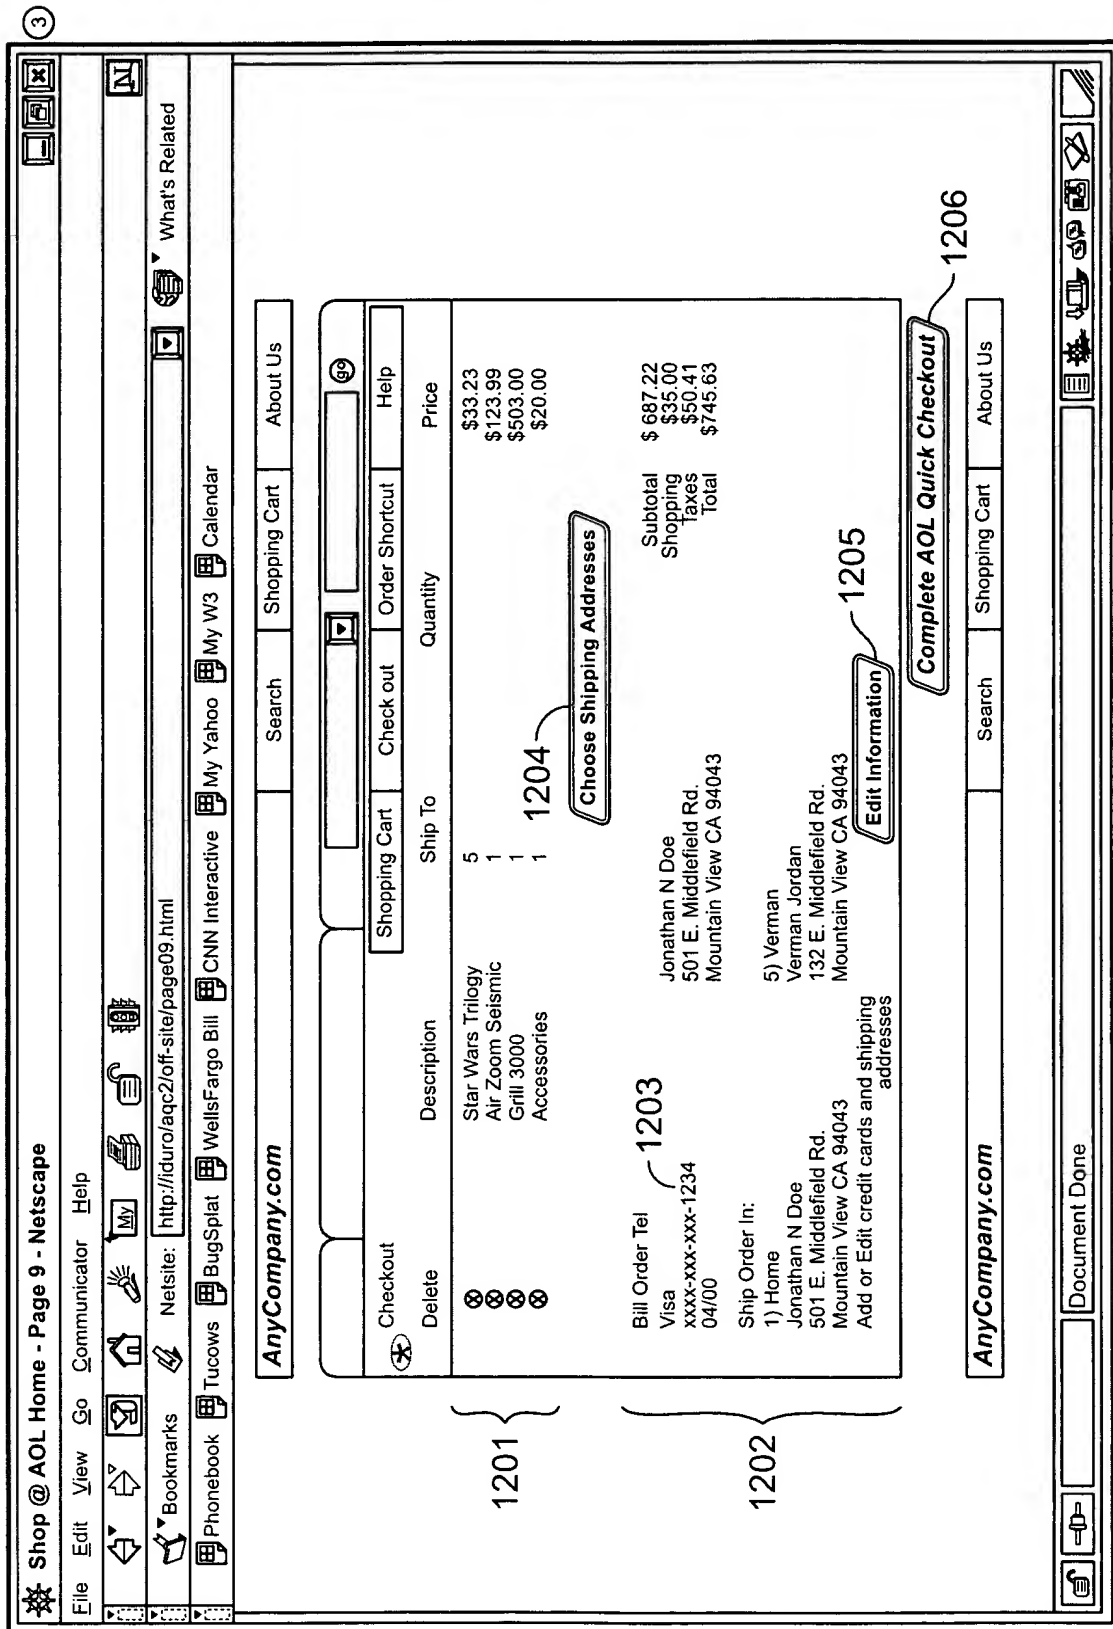 3
Shop @ AOL Home - Page 9 - Netscape
File Edit View Go Communicator Help
My
N
Bookmarks Netsite: http://iduro/aqc2/off-site/page09.html What's Related
Phonebook Tucows BugSplat WellsFargo Bill CNN Interactive My Yahoo My W3 Calendar
AnyCompany.com Search Shopping Cart About Us
go
Shopping Cart Check out Order Shortcut Help
Checkout
Delete Description Ship To Quantity Price
Star Wars Trilogy 5 $33.23
Air Zoom Seismic 1 $123.99
Grill 3000 1 $503.00
Accessories 1 $20.00
1201
1204
Choose Shipping Addresses
Bill Order Tel
Visa
xxxx-xxx-xxx-1234
04/00
1203
Jonathan N Doe
501 E. Middlefield Rd.
Mountain View CA 94043
Subtotal $ 687.22
Shopping $35.00
Taxes $50.41
Total $745.63
Ship Order In:
1) Home
Jonathan N Doe
501 E. Middlefield Rd.
Mountain View CA 94043
Add or Edit credit cards and shipping
addresses
5) Verman
Verman Jordan
132 E. Middlefield Rd.
Mountain View CA 94043
Edit Information
1205
1202
Complete AOL Quick Checkout
1206
AnyCompany.com Search Shopping Cart About Us
Document Done